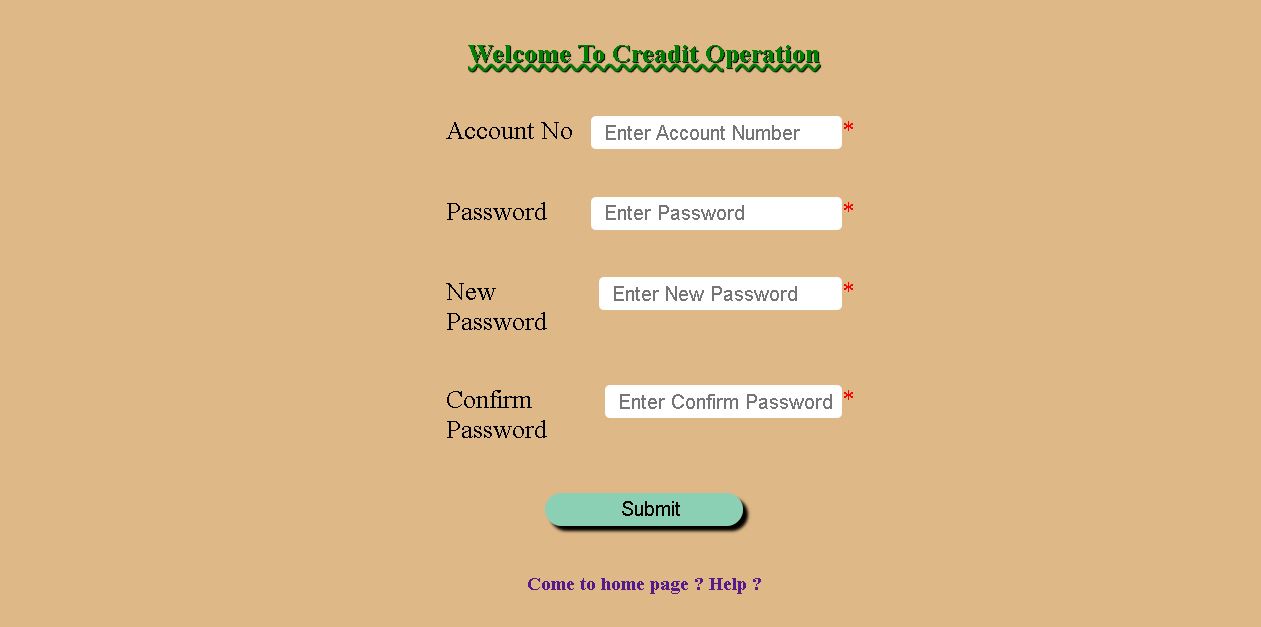 Welcome To Creadit Operation
Account No Enter Account Number *
Password Enter Password *
New Enter New Password *
Password
Confirm Enter Confirm Password *
Password
Submit
Come to home page ? Help ?